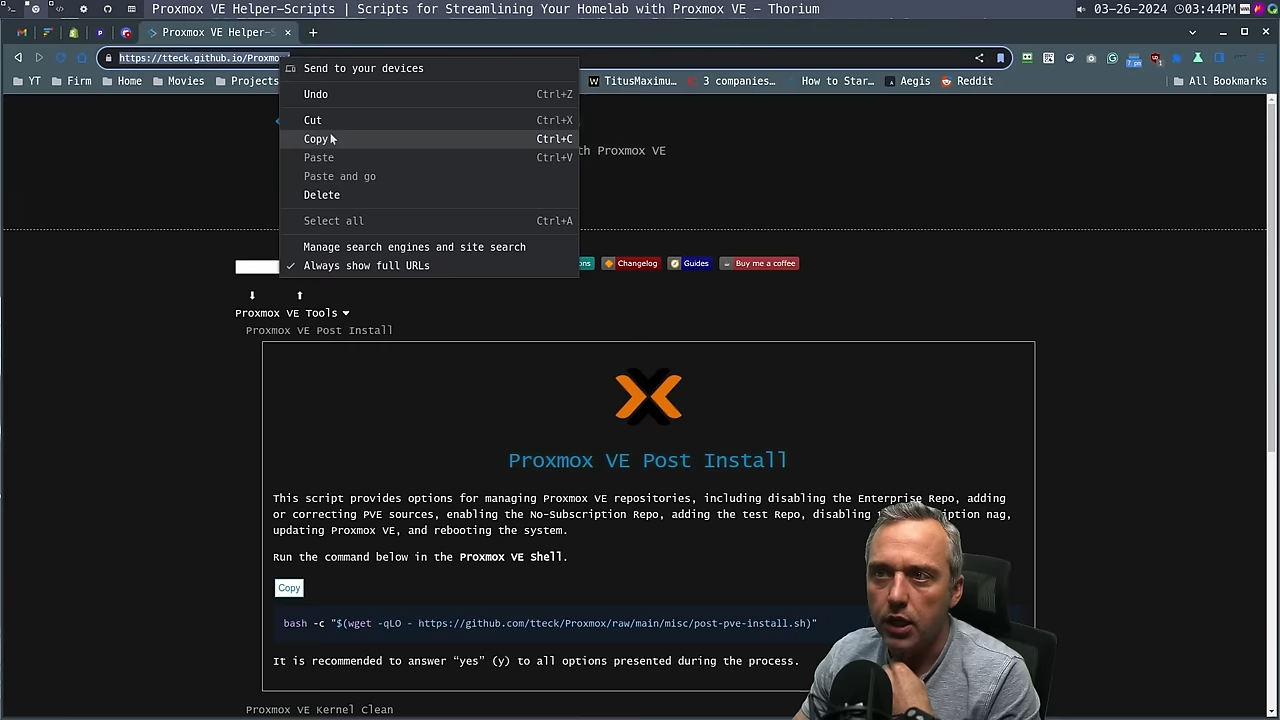 Proxmox VE Helper-Scripts | Scripts for Streamlining Your Homelab with Proxmox VE - Thorium
03-26-2024 03:44PM
Proxmox VE Helper-S
https://tteck.github.io/Proxmo
YT Firm Home Movies Projects TitusMaximu... 3 companies... How to Star... Aegis Reddit All Bookmarks
Send to your devices
Undo Ctrl+Z
Cut Ctrl+X
Copy Ctrl+C
Paste Ctrl+V
Paste and go
Delete
Select all Ctrl+A
Manage search engines and site search
Always show full URLs
th Proxmox VE
ons Changelog Guides Buy me a coffee
Proxmox VE Tools
Proxmox VE Post Install
Proxmox VE Post Install
This script provides options for managing Proxmox VE repositories, including disabling the Enterprise Repo, adding
or correcting PVE sources, enabling the No-Subscription Repo, adding the test Repo, disabling iption nag,
updating Proxmox VE, and rebooting the system.
Run the command below in the Proxmox VE Shell.
Copy
bash -c "$(wget -qLO - https://github.com/tteck/Proxmox/raw/main/misc/post-pve-install.sh)"
It is recommended to answer “yes” (y) to all options presented during the process.
Proxmox VE Kernel Clean